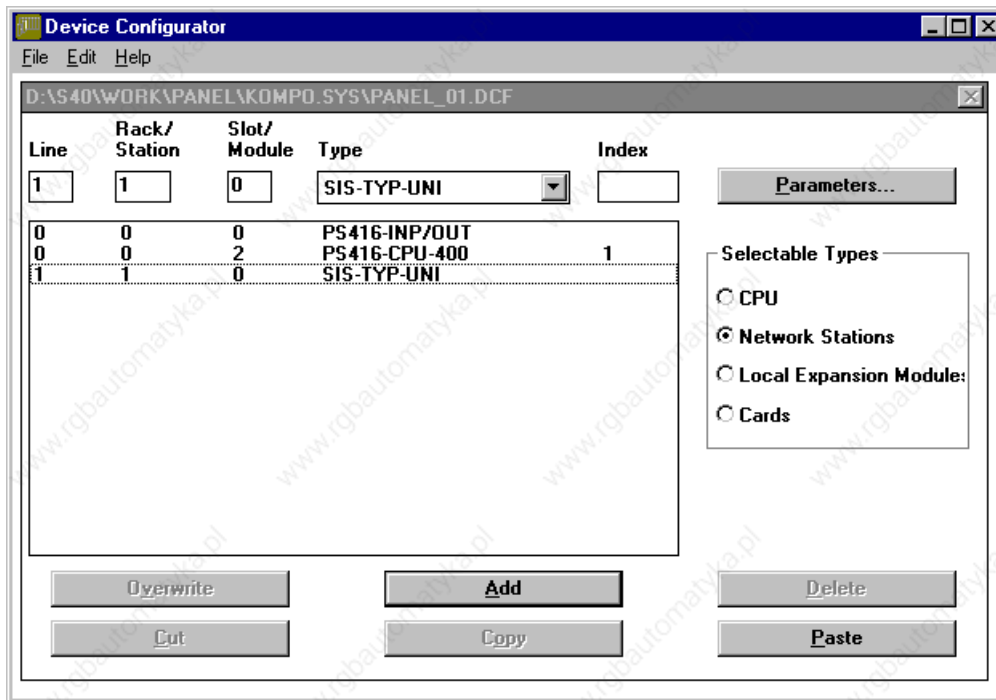 Device Configurator
File Edit Help
D:\S40\WORK\PANEL\KOMPO.SYS\PANEL_01.DCF
Line Rack/Station Slot/Module Type Index
1 1 0 SIS-TYP-UNI
Parameters...
0 0 0 PS416-INP/OUT
0 0 2 PS416-CPU-400 1
1 1 0 SIS-TYP-UNI
Selectable Types
CPU
Network Stations
Local Expansion Modules
Cards
Overwrite Add Delete
Cut Copy Paste
www.rgbautomatyka.pl